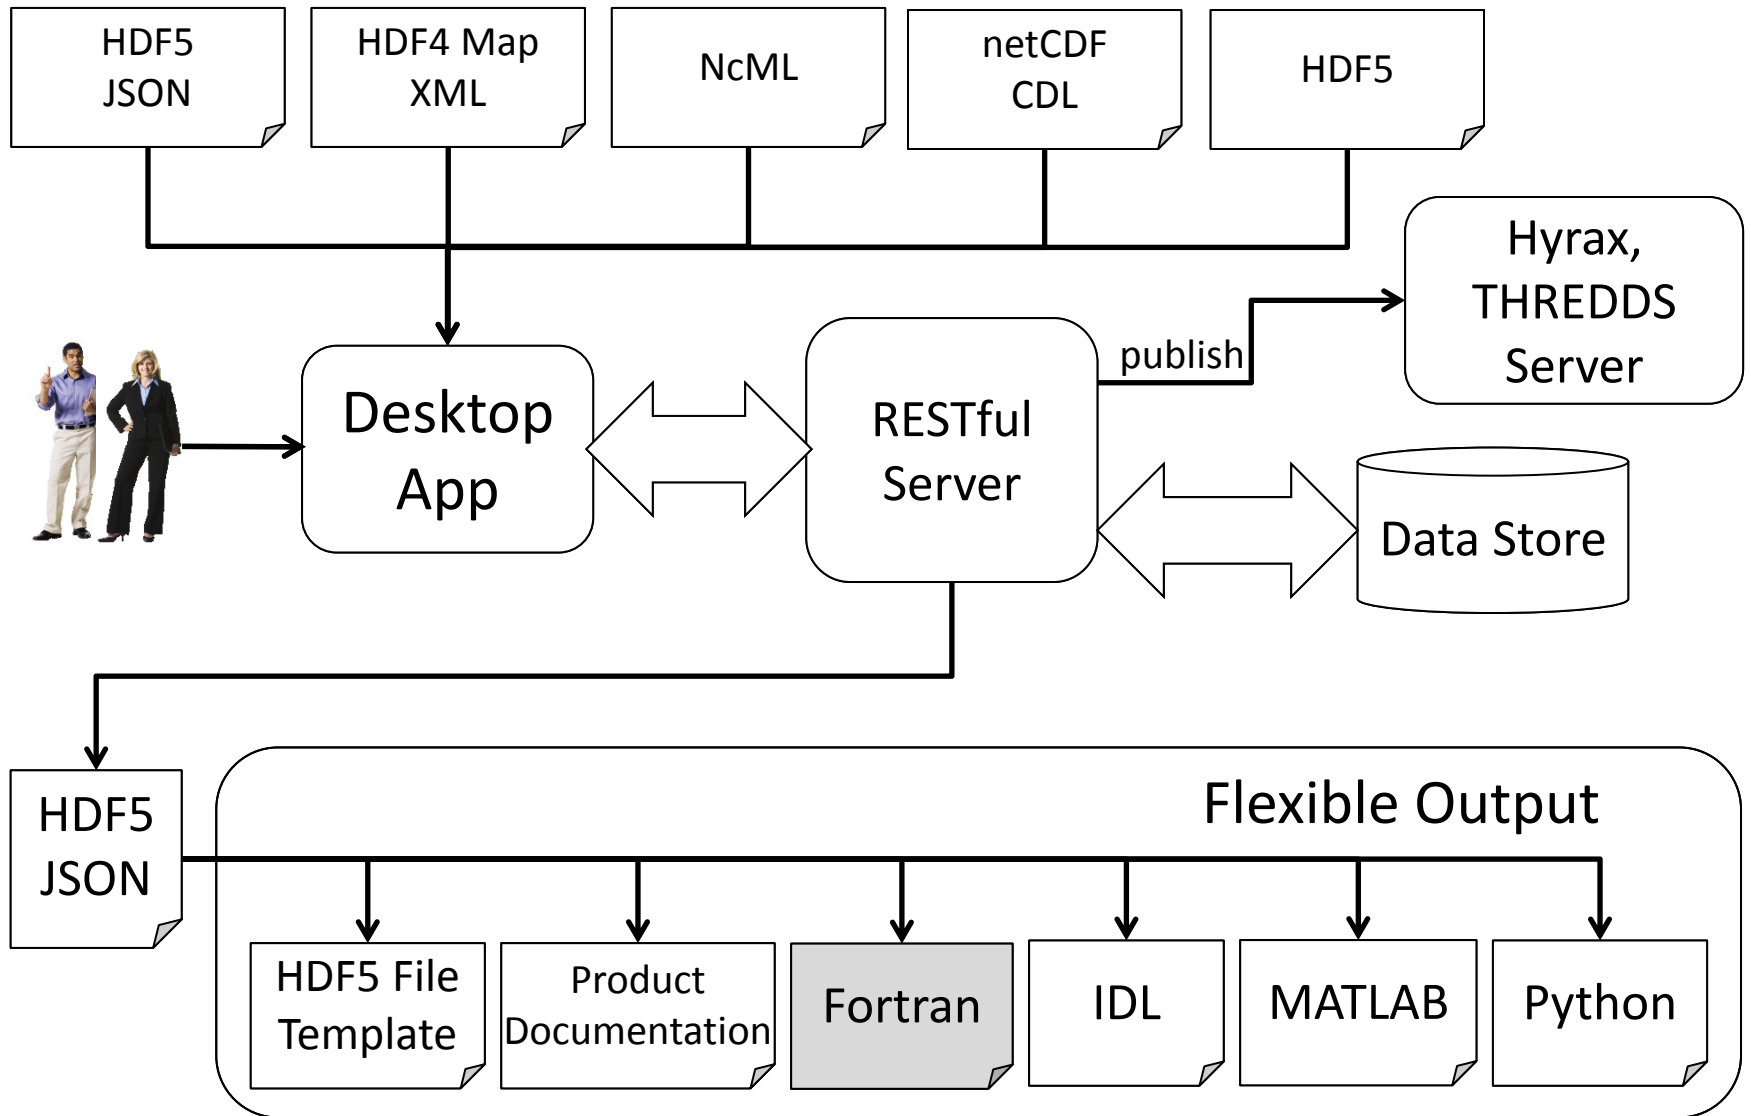 HDF5
JSON
HDF4 Map
XML
NcML
netCDF
CDL
HDF5
Hyrax,
THREDDS
Server
publish
Desktop
App
RESTful
Server
Data Store
HDF5
JSON
Flexible Output
HDF5 File
Template
Product
Documentation
Fortran
IDL
MATLAB
Python